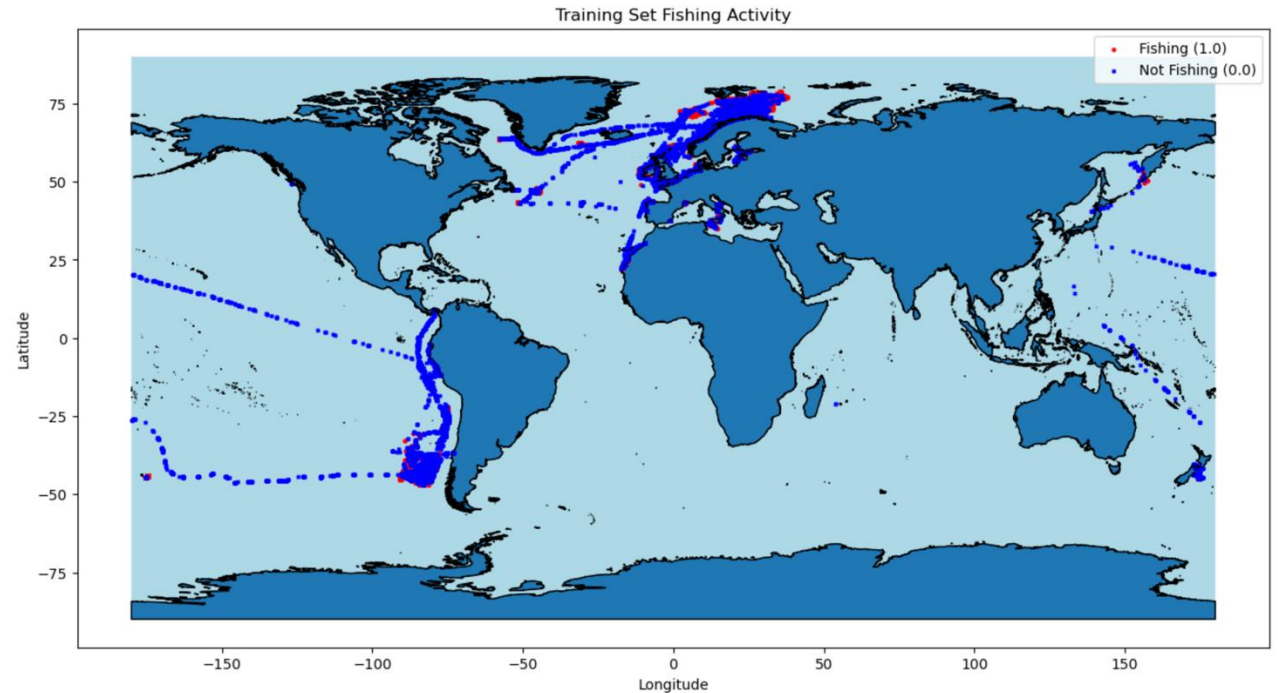 Training Set Fishing Activity
Fishing (1.0)
Not Fishing (0.0)
75
50
25
0
−25
−50
−75
Latitude
−150
−100
−50
0
50
100
150
Longitude